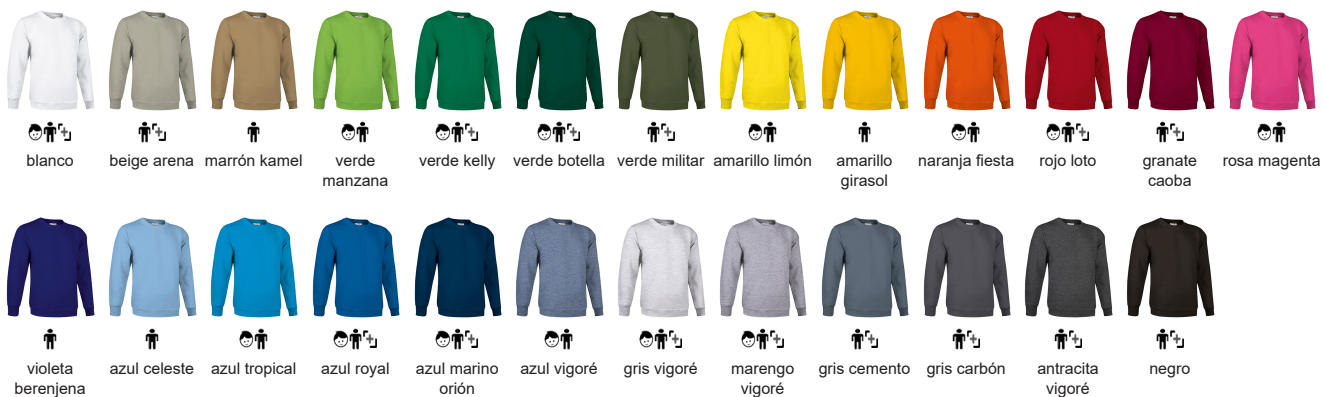 blanco
beige arena
marrón kamel
verde
manzana
verde kelly
verde botella
verde militar
amarillo limón
amarillo
girasol
naranja fiesta
rojo loto
granate
caoba
rosa magenta
violeta
berenjena
azul celeste
azul tropical
azul royal
azul marino
orión
azul vigoré
gris vigoré
marengo
vigoré
gris cemento
gris carbón
antracita
vigoré
negro